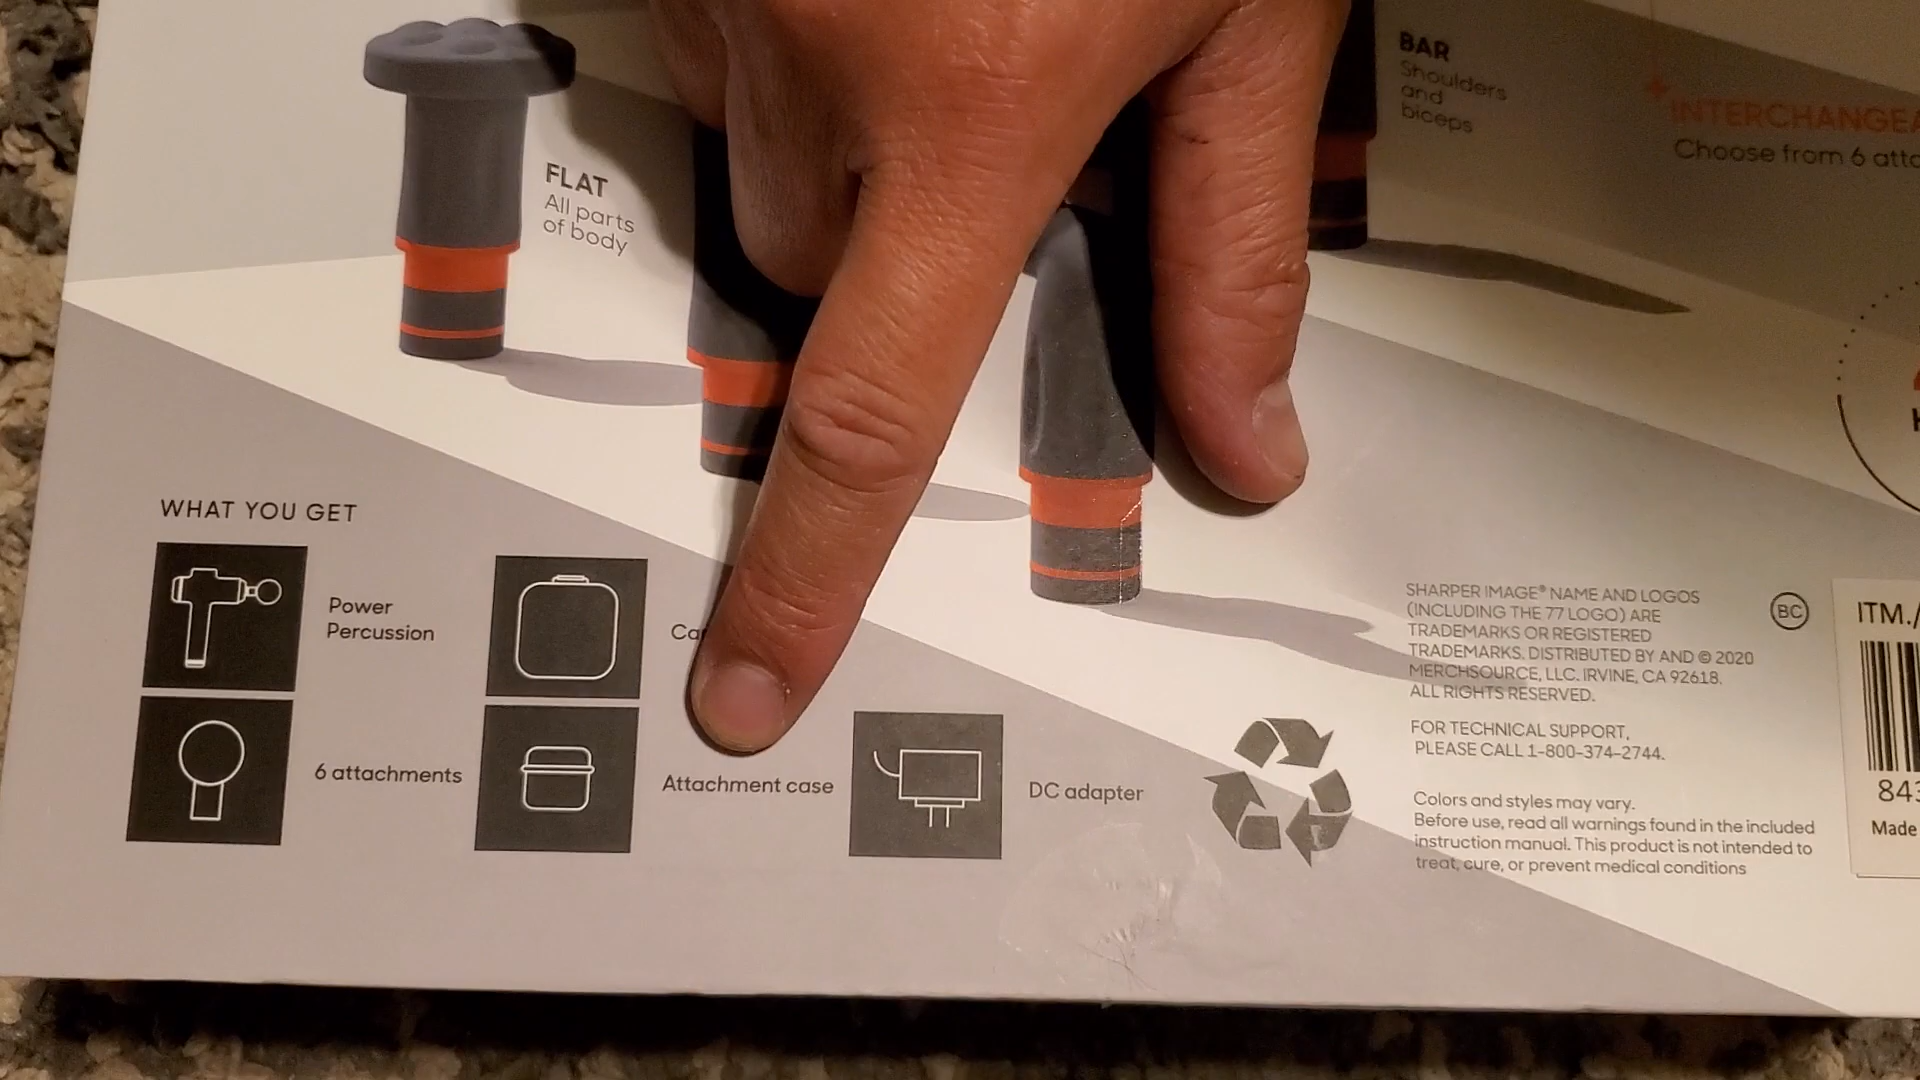 BAR
Shoulders
and
biceps
Choose from 6
FLAT
All parts
of body
WHAT YOU GET
Power
Percussion
6 attachments
Attachment case
DC adapter
SHARPER IMAGE® NAME AND LOGOS
(INCLUDING THE 77 LOGO) ARE
TRADEMARKS OR REGISTERED
TRADEMARKS. DISTRIBUTED BY AND © 2020
MERCHSOURCE, LLC. IRVINE, CA 92618.
ALL RIGHTS RESERVED.
FOR TECHNICAL SUPPORT,
PLEASE CALL 1-800-374-2744.
Colors and styles may vary.
Before use, read all warnings found in the included
instruction manual. This product is not intended to
treat, cure, or prevent medical conditions
BC
ITM./
843
Made